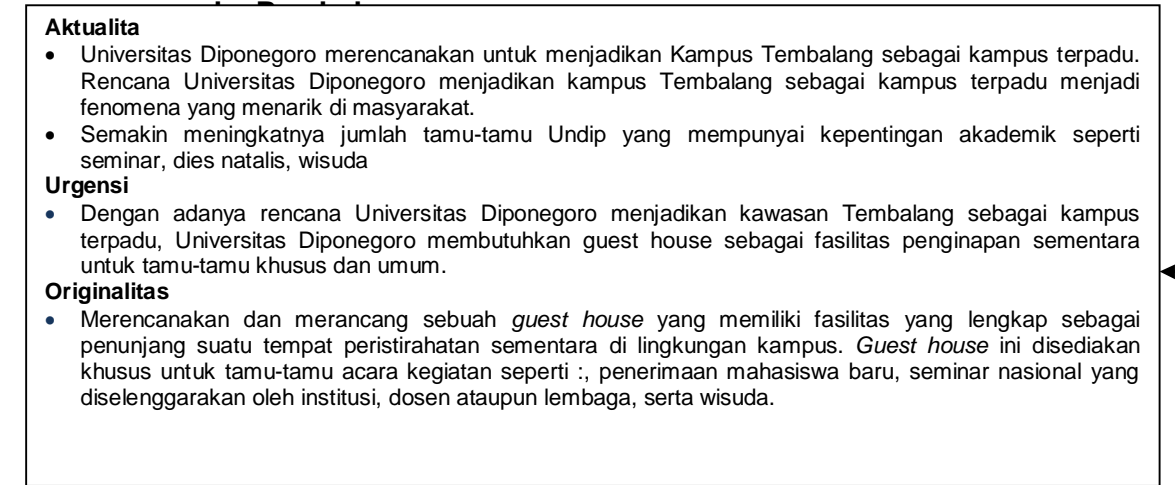 Aktualita
• Universitas Diponegoro merencanakan untuk menjadikan Kampus Tembalang sebagai kampus terpadu.
Rencana Universitas Diponegoro menjadikan kampus Tembalang sebagai kampus terpadu menjadi
fenomena yang menarik di masyarakat.
• Semakin meningkatnya jumlah tamu-tamu Undip yang mempunyai kepentingan akademik seperti
seminar, dies natalis, wisuda
Urgensi
• Dengan adanya rencana Universitas Diponegoro menjadikan kawasan Tembalang sebagai kampus
terpadu, Universitas Diponegoro membutuhkan guest house sebagai fasilitas penginapan sementara
untuk tamu-tamu khusus dan umum.
Originalitas
• Merencanakan dan merancang sebuah guest house yang memiliki fasilitas yang lengkap sebagai
penunjang suatu tempat peristirahatan sementara di lingkungan kampus. Guest house ini disediakan
khusus untuk tamu-tamu acara kegiatan seperti :, penerimaan mahasiswa baru, seminar nasional yang
diselenggarakan oleh institusi, dosen ataupun lembaga, serta wisuda.